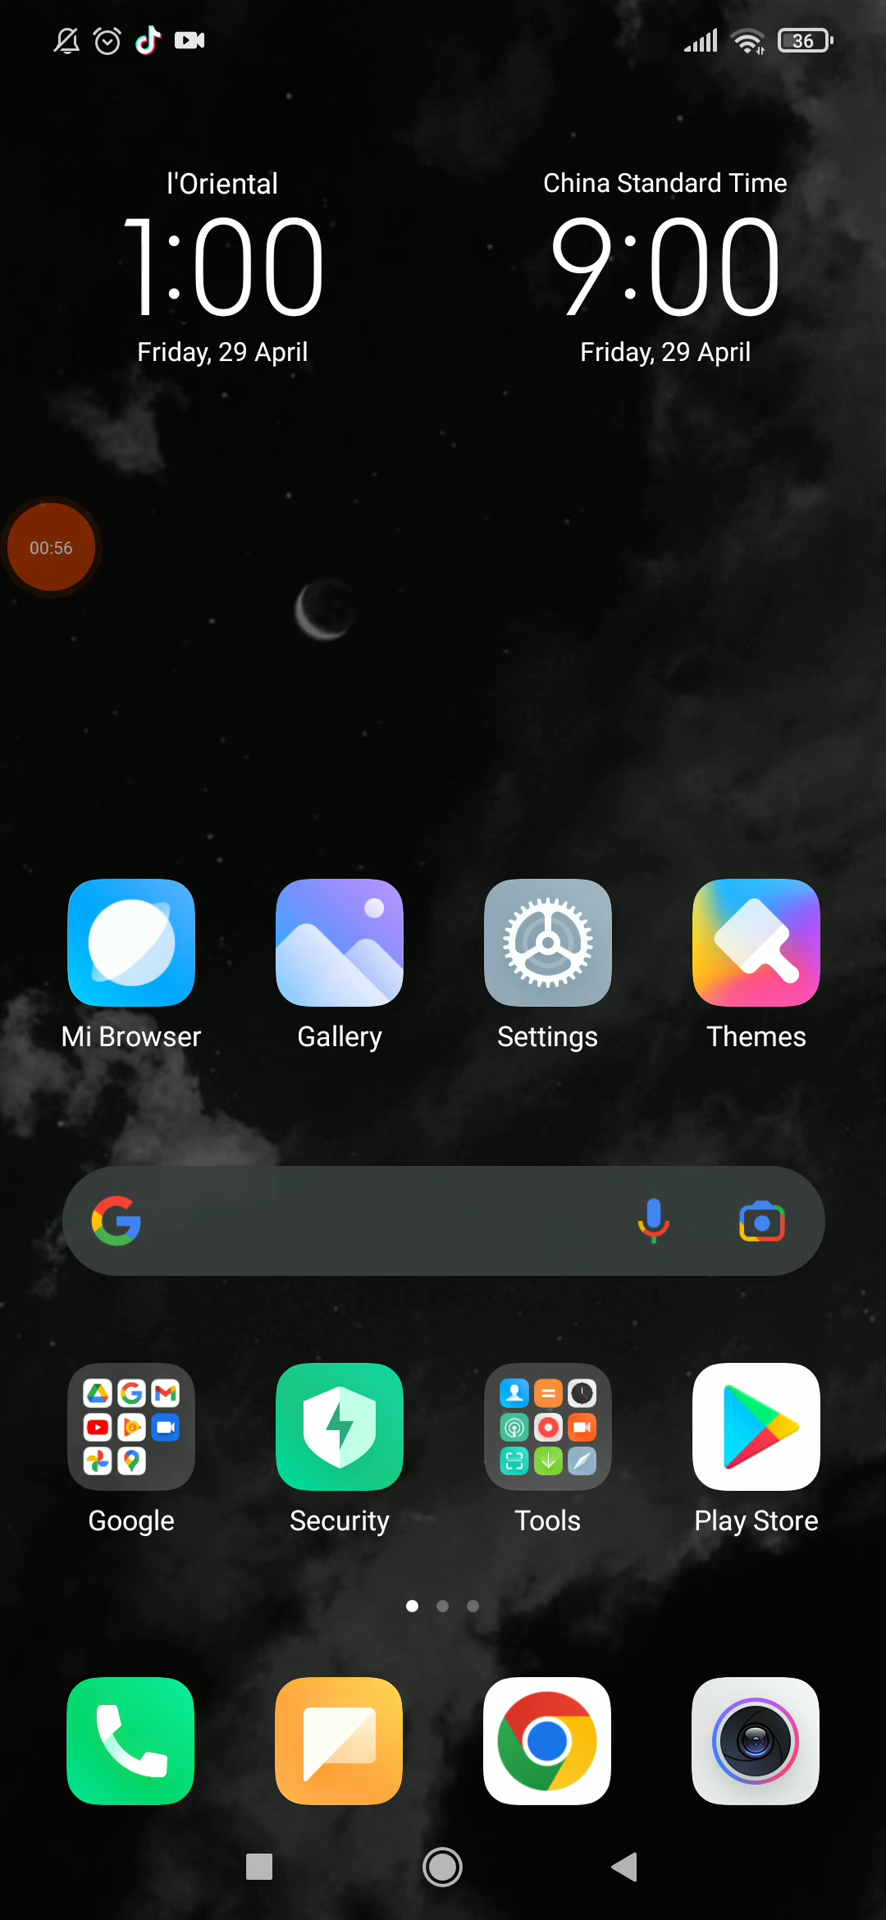 36
l'Oriental
1:00
Friday, 29 April
China Standard Time
9:00
Friday, 29 April
00:56
Mi Browser
Gallery
Settings
Themes
Google
Security
Tools
Play Store